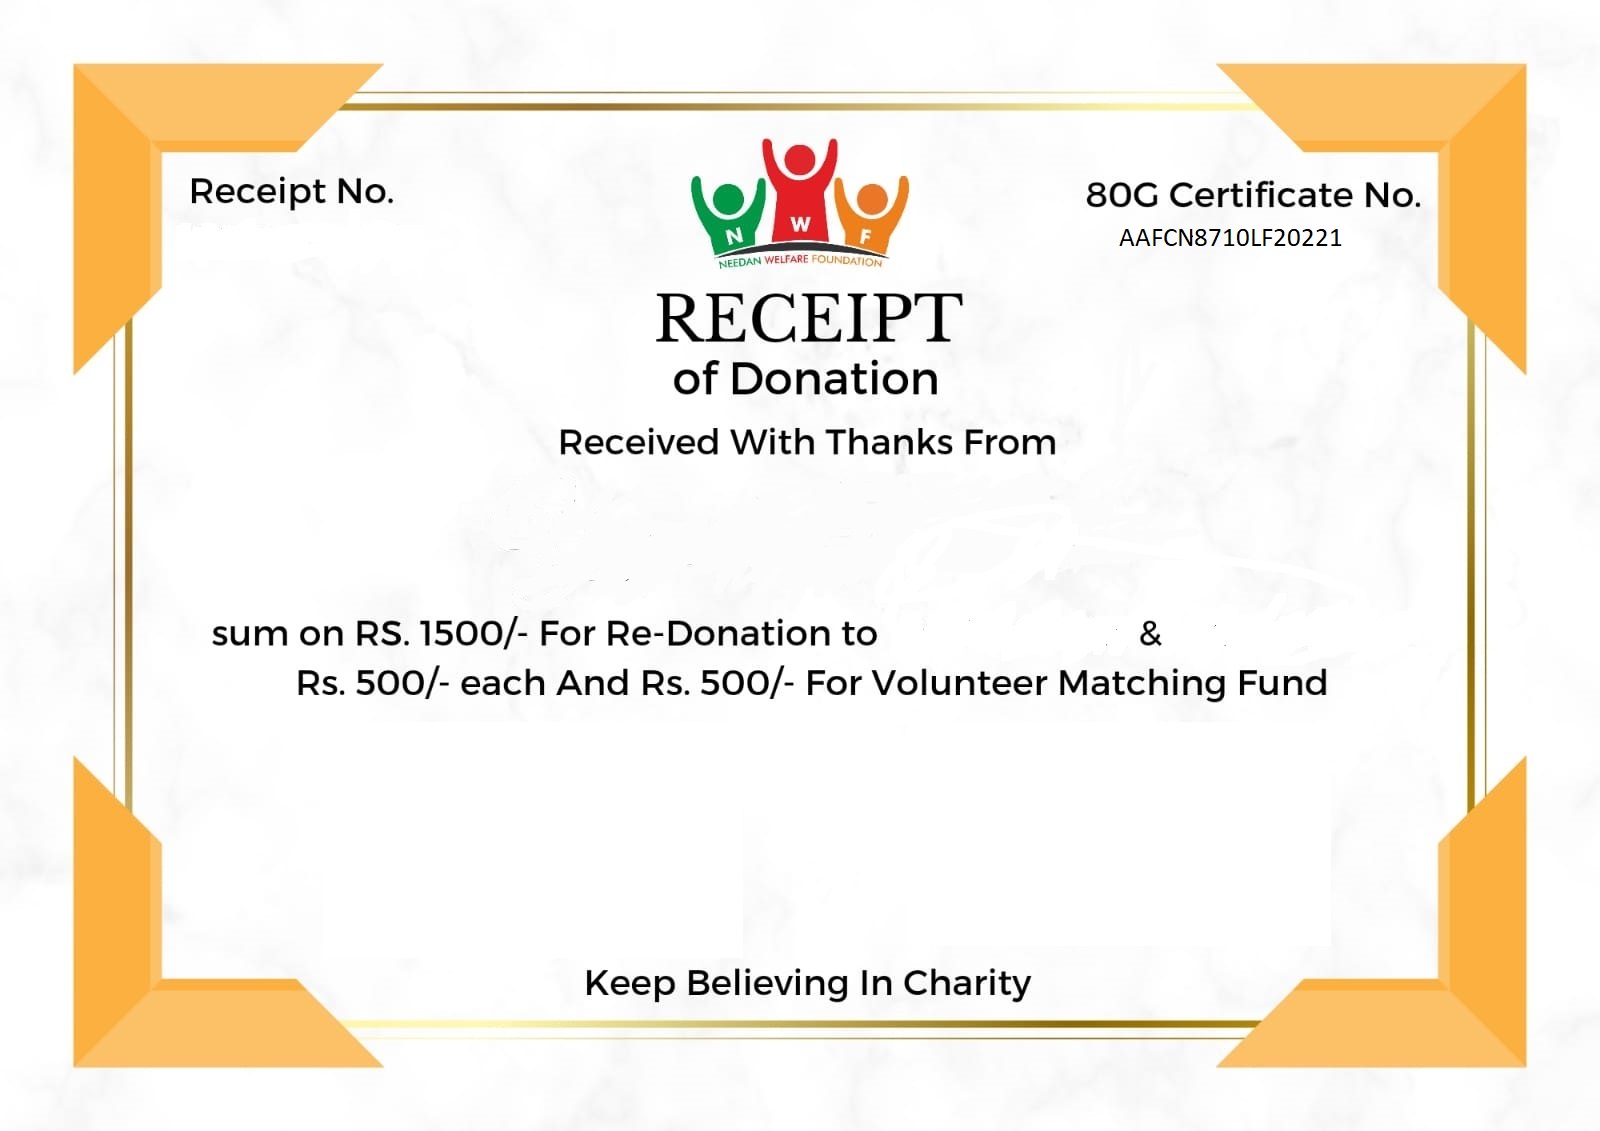 Receipt No.
80G Certificate No.
AAFCN8710LF20221
N W F
NEEDAN WELFARE FOUNDATION
RECEIPT
of Donation
Received With Thanks From
sum on RS. 1500/- For Re-Donation to &
Rs. 500/- each And Rs. 500/- For Volunteer Matching Fund
Keep Believing In Charity